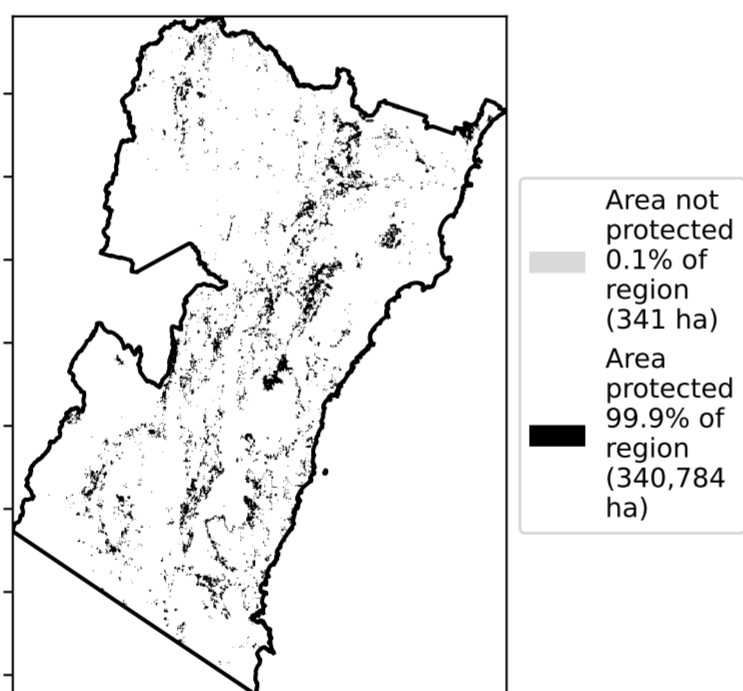 Area not
protected
0.1% of
region
(341 ha)
Area
protected
99.9% of
region
(340,784
ha)